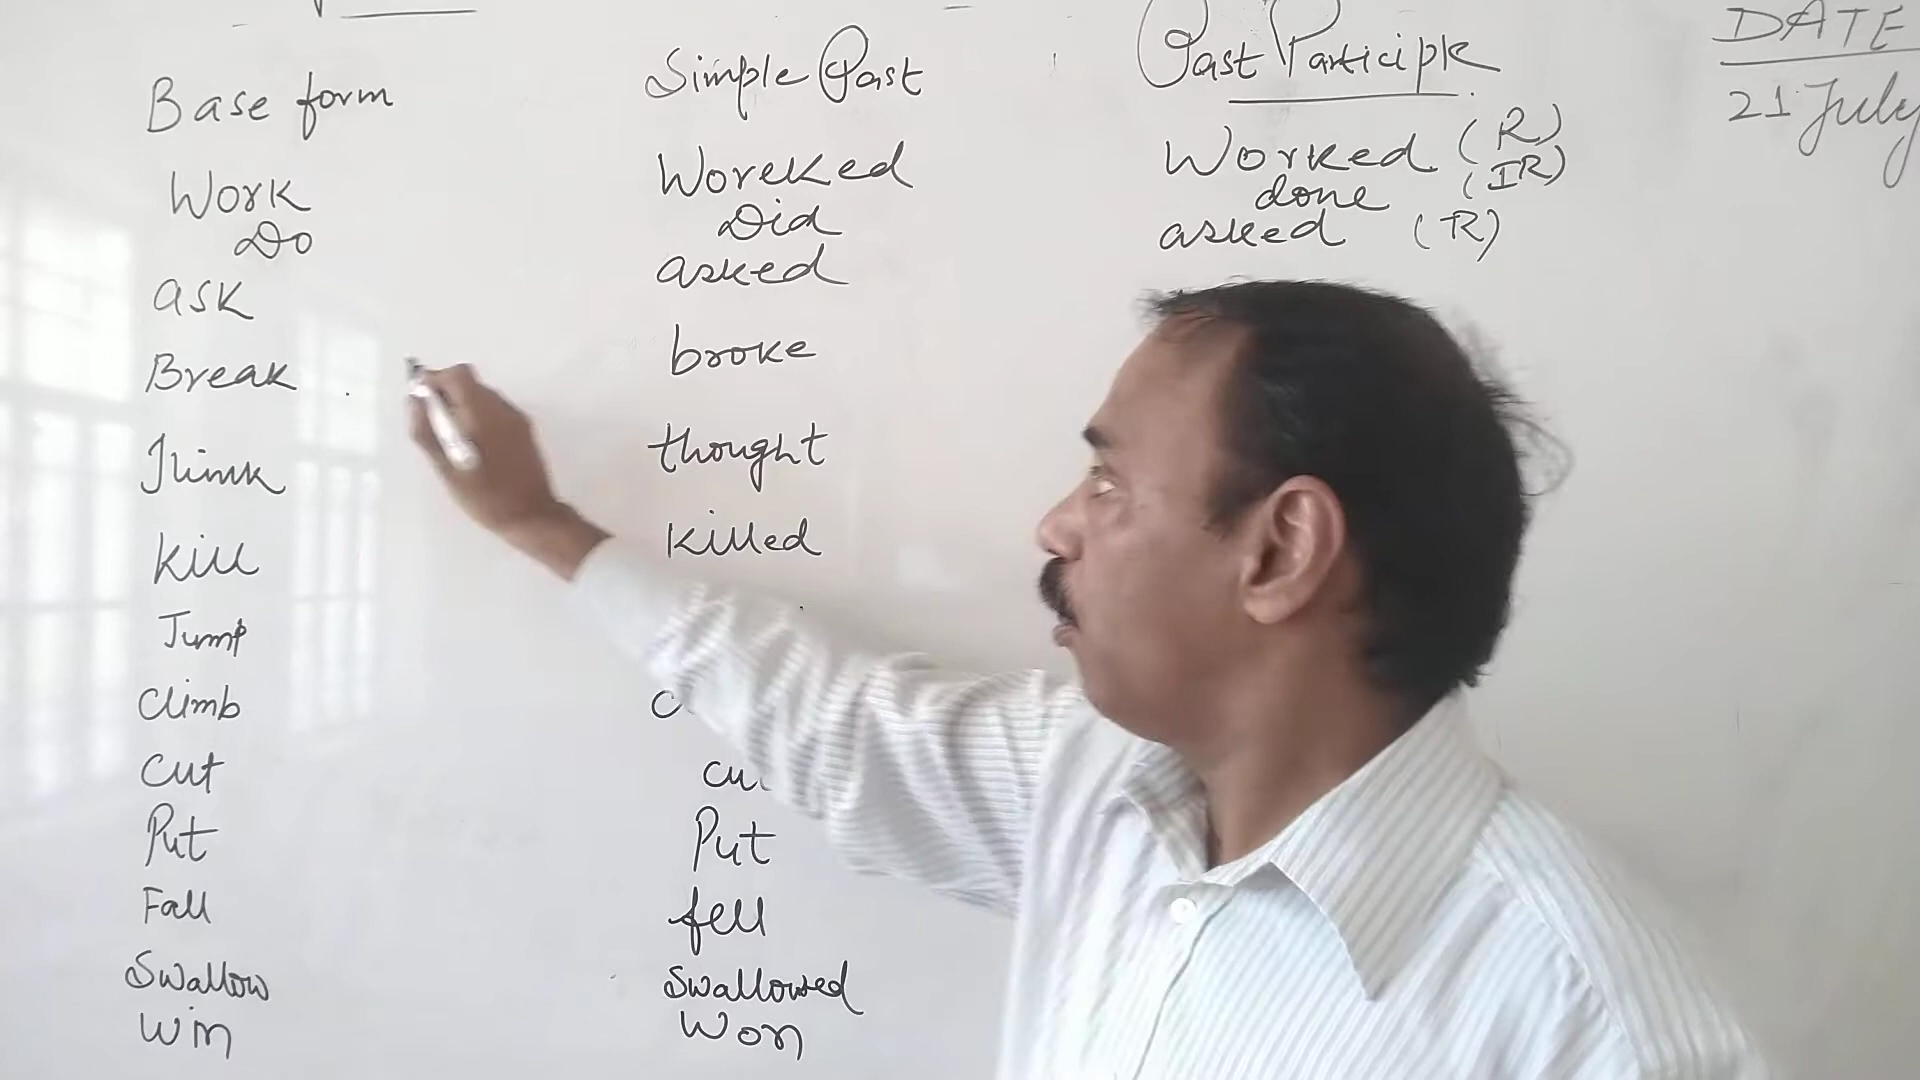 Base form Simple Past Past Participle DATE
21 July
Work Woreked Worked (R)
Do Did done (IR)
ask asked asked (R)
Break broke
Think thought
Kill Killed
Jump
Climb
Cut
Put Put
Fall fell
Swallow Swallowed
Win Won